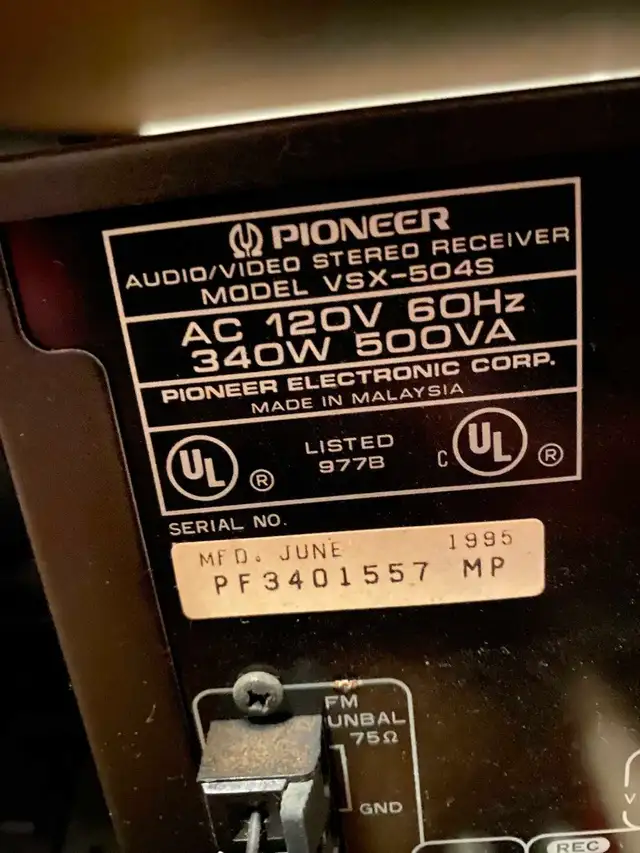 PIONEER
AUDIO/VIDEO STEREO RECEIVER
MODEL VSX-504S
AC 120V 60Hz
340W 500VA
PIONEER ELECTRONIC CORP.
MADE IN MALAYSIA
UL ® LISTED 977B C UL ®
SERIAL NO.
MFD. JUNE 1995
PF3401557 MP
FM
UNBAL
75Ω
GND
V
REC